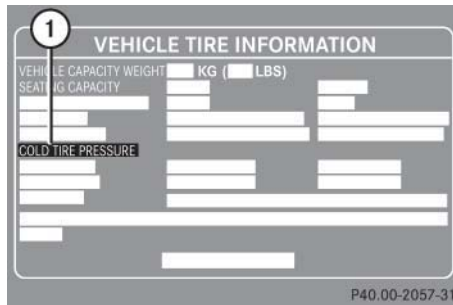 1
VEHICLE TIRE INFORMATION
VEHICLE CAPACITY WEIGHT KG ( LBS)
SEATING CAPACITY
COLD TIRE PRESSURE
P40.00-2057-31